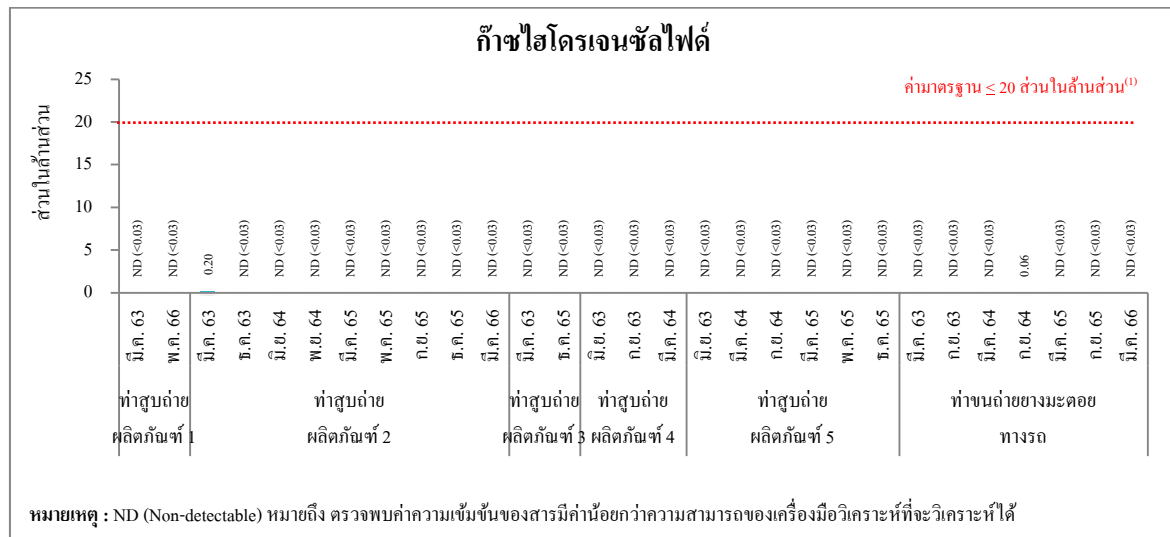 ก๊าซไฮโดรเจนซัลไฟด์
ค่ามาตรฐาน ≤ 20 ส่วนในล้านส่วน(1)
ส่วนในล้านส่วน
25
20
15
10
5
0
ND (<0.03) ND (<0.03) 0.20 ND (<0.03) ND (<0.03) ND (<0.03) ND (<0.03) ND (<0.03) ND (<0.03) ND (<0.03) ND (<0.03) ND (<0.03) ND (<0.03) ND (<0.03) ND (<0.03) ND (<0.03) ND (<0.03) ND (<0.03) ND (<0.03) ND (<0.03) ND (<0.03) ND (<0.03) ND (<0.03) ND (<0.03) ND (<0.03) 0.06 ND (<0.03) ND (<0.03) ND (<0.03)
มี.ค. 63 พ.ค. 66 มี.ค. 63 ธ.ค. 63 มิ.ย. 64 พ.ย. 64 มี.ค. 65 พ.ค. 65 ก.ย. 65 ธ.ค. 65 มี.ค. 66 มี.ค. 63 ธ.ค. 65 มิ.ย. 63 ก.ย. 63 มี.ค. 64 มิ.ย. 63 มี.ค. 64 ก.ย. 64 มี.ค. 65 พ.ค. 65 ธ.ค. 65 มี.ค. 63 ก.ย. 63 มี.ค. 64 ก.ย. 64 มี.ค. 65 ก.ย. 65 มี.ค. 66
ท่าสูบถ่าย ท่าสูบถ่าย ท่าสูบถ่าย ท่าสูบถ่าย ท่าสูบถ่าย ท่าขนถ่ายยางมะตอย
ผลิตภัณฑ์ 1 ผลิตภัณฑ์ 2 ผลิตภัณฑ์ 3 ผลิตภัณฑ์ 4 ผลิตภัณฑ์ 5 ทางรถ
หมายเหตุ : ND (Non-detectable) หมายถึง ตรวจพบค่าความเข้มข้นของสารมีค่าน้อยกว่าความสามารถของเครื่องมือวิเคราะห์ที่จะวิเคราะห์ได้